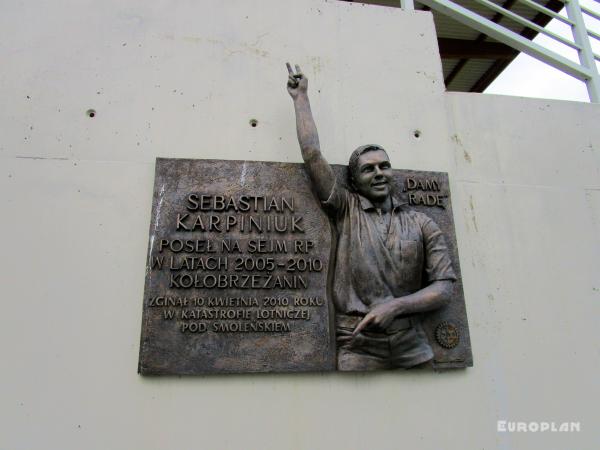 SEBASTIAN
KARPINIUK
POSEŁ NA SEJM RP
W LATACH 2005-2010
KOŁOBRZEŻANIN
ZGINĄŁ 10 KWIETNIA 2010 ROKU
W KATASTROFIE LOTNICZEJ
POD SMOLEŃSKIEM
„DAMY
RADĘ"
EUROPLAN